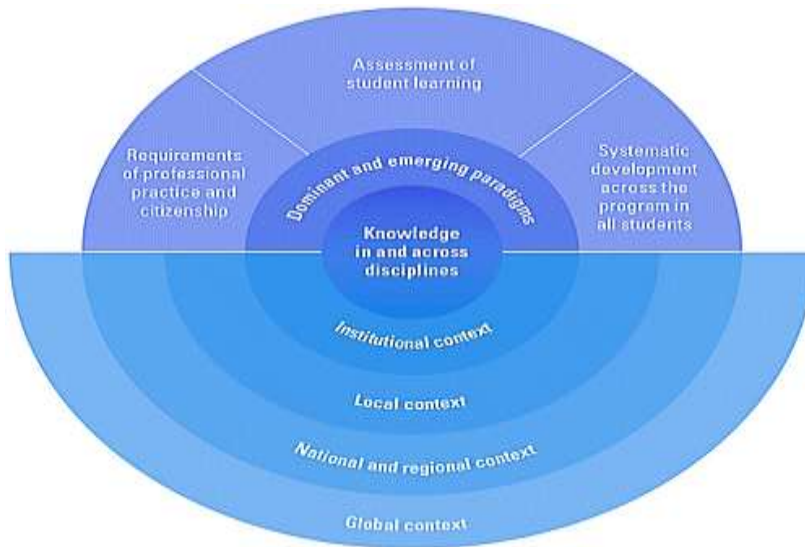 Assessment of
student learning
Requirements
of professional
practice and
citizenship
Dominant and emerging paradigms
Systematic
development
across the
program in
all students
Knowledge
in and across
disciplines
Institutional context
Local context
National and regional context
Global context